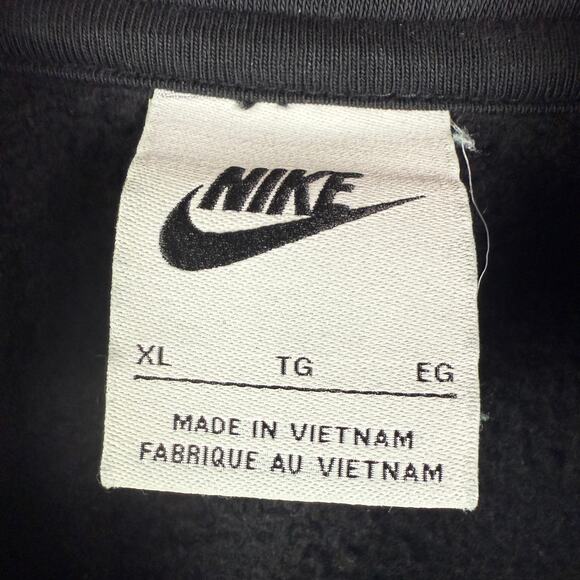 NIKE
XL TG EG
MADE IN VIETNAM
FABRIQUE AU VIETNAM